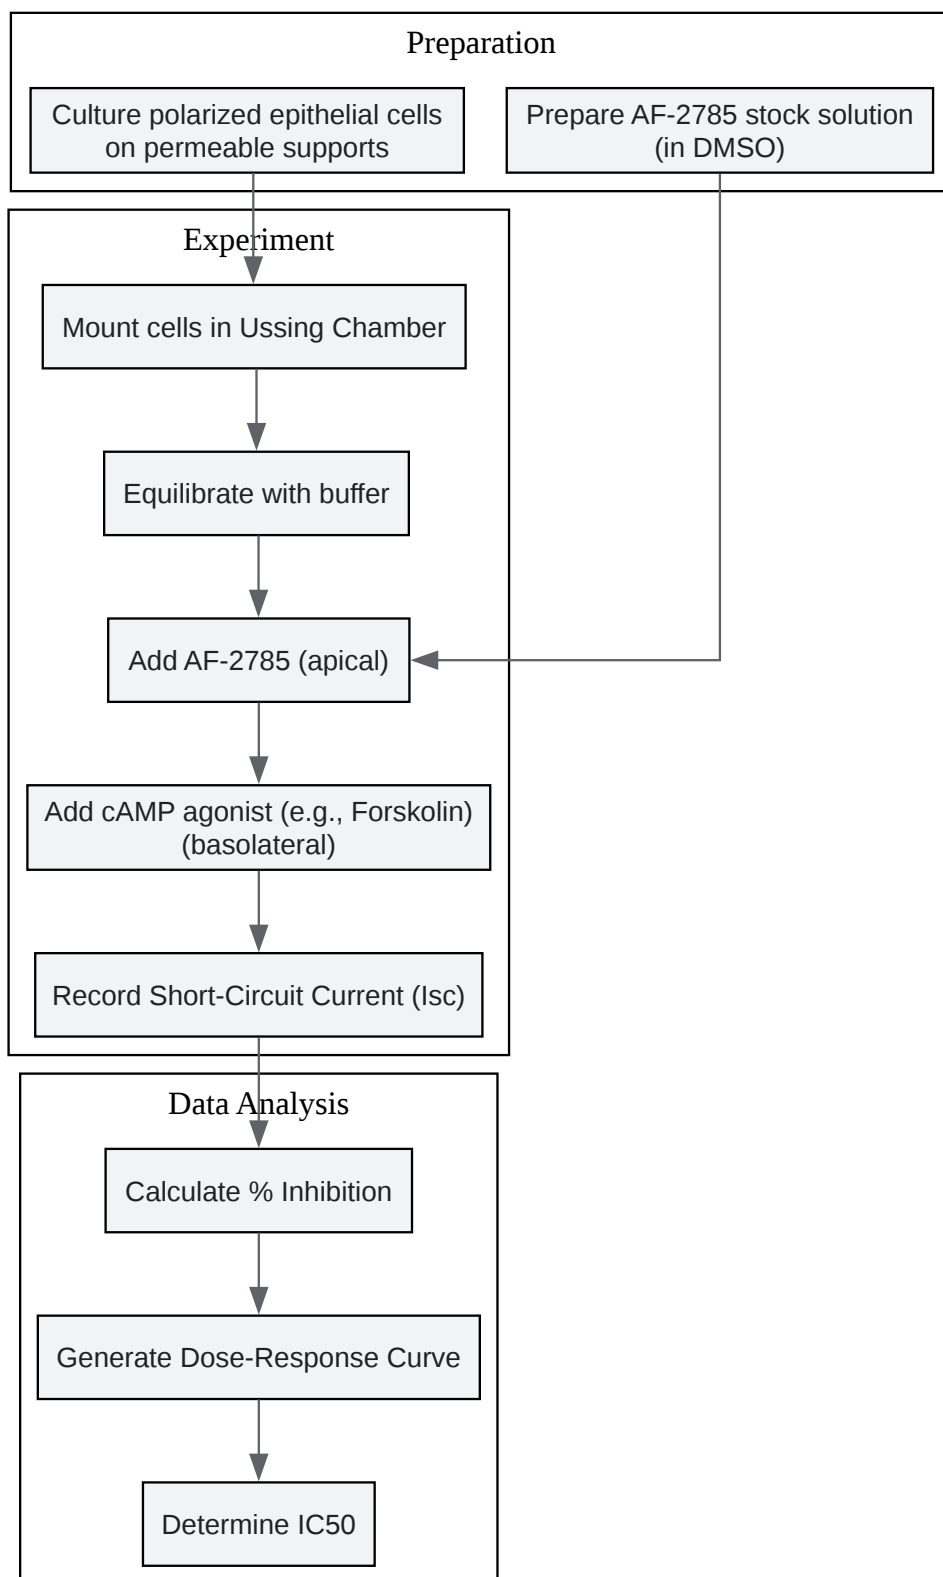 Preparation
Culture polarized epithelial cells
on permeable supports
Prepare AF-2785 stock solution
(in DMSO)
Experiment
Mount cells in Ussing Chamber
Equilibrate with buffer
Add AF-2785 (apical)
Add cAMP agonist (e.g., Forskolin)
(basolateral)
Record Short-Circuit Current (Isc)
Data Analysis
Calculate % Inhibition
Generate Dose-Response Curve
Determine IC50